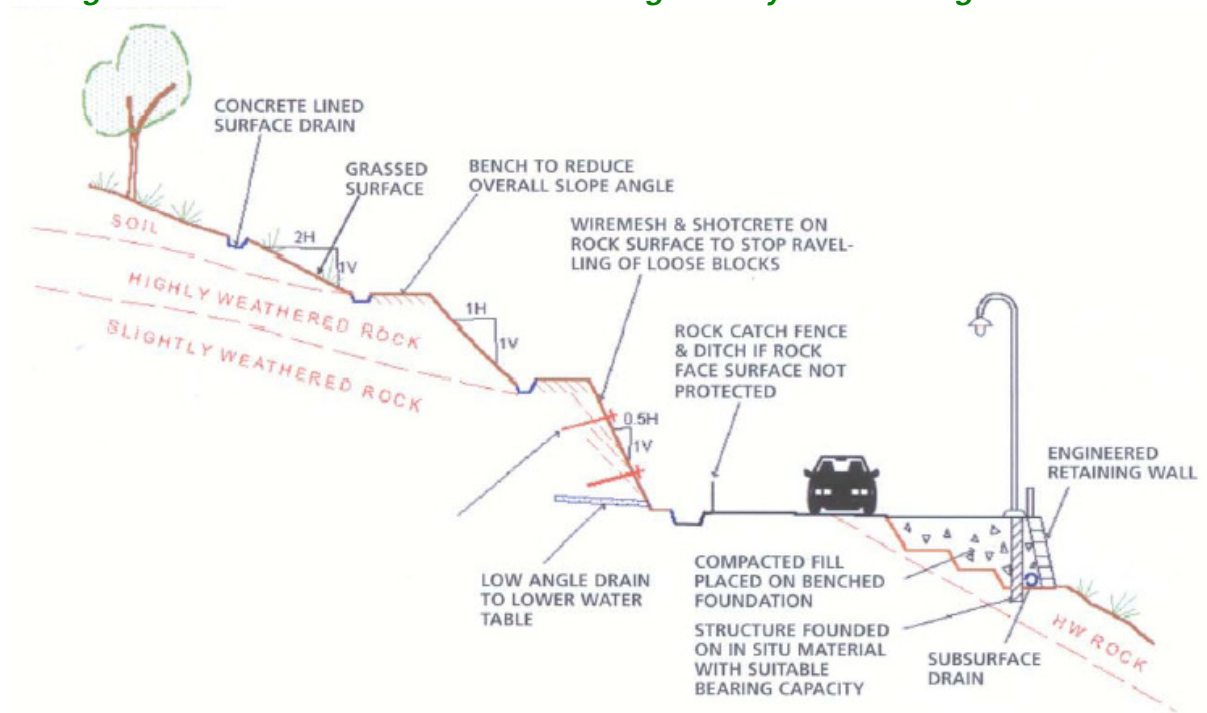 CONCRETE LINED
SURFACE DRAIN
GRASSED
SURFACE
BENCH TO REDUCE
OVERALL SLOPE ANGLE
WIREMESH & SHOTCRETE ON
ROCK SURFACE TO STOP RAVEL-
LING OF LOOSE BLOCKS
SOIL
2H
1V
HIGHLY WEATHERED ROCK
1H
1V
SLIGHTLY WEATHERED ROCK
ROCK CATCH FENCE
& DITCH IF ROCK
FACE SURFACE NOT
PROTECTED
0.5H
1V
ENGINEERED
RETAINING WALL
LOW ANGLE DRAIN
TO LOWER WATER
TABLE
COMPACTED FILL
PLACED ON BENCHED
FOUNDATION
STRUCTURE FOUNDED
ON IN SITU MATERIAL
WITH SUITABLE
BEARING CAPACITY
SUBSURFACE
DRAIN
HW ROCK